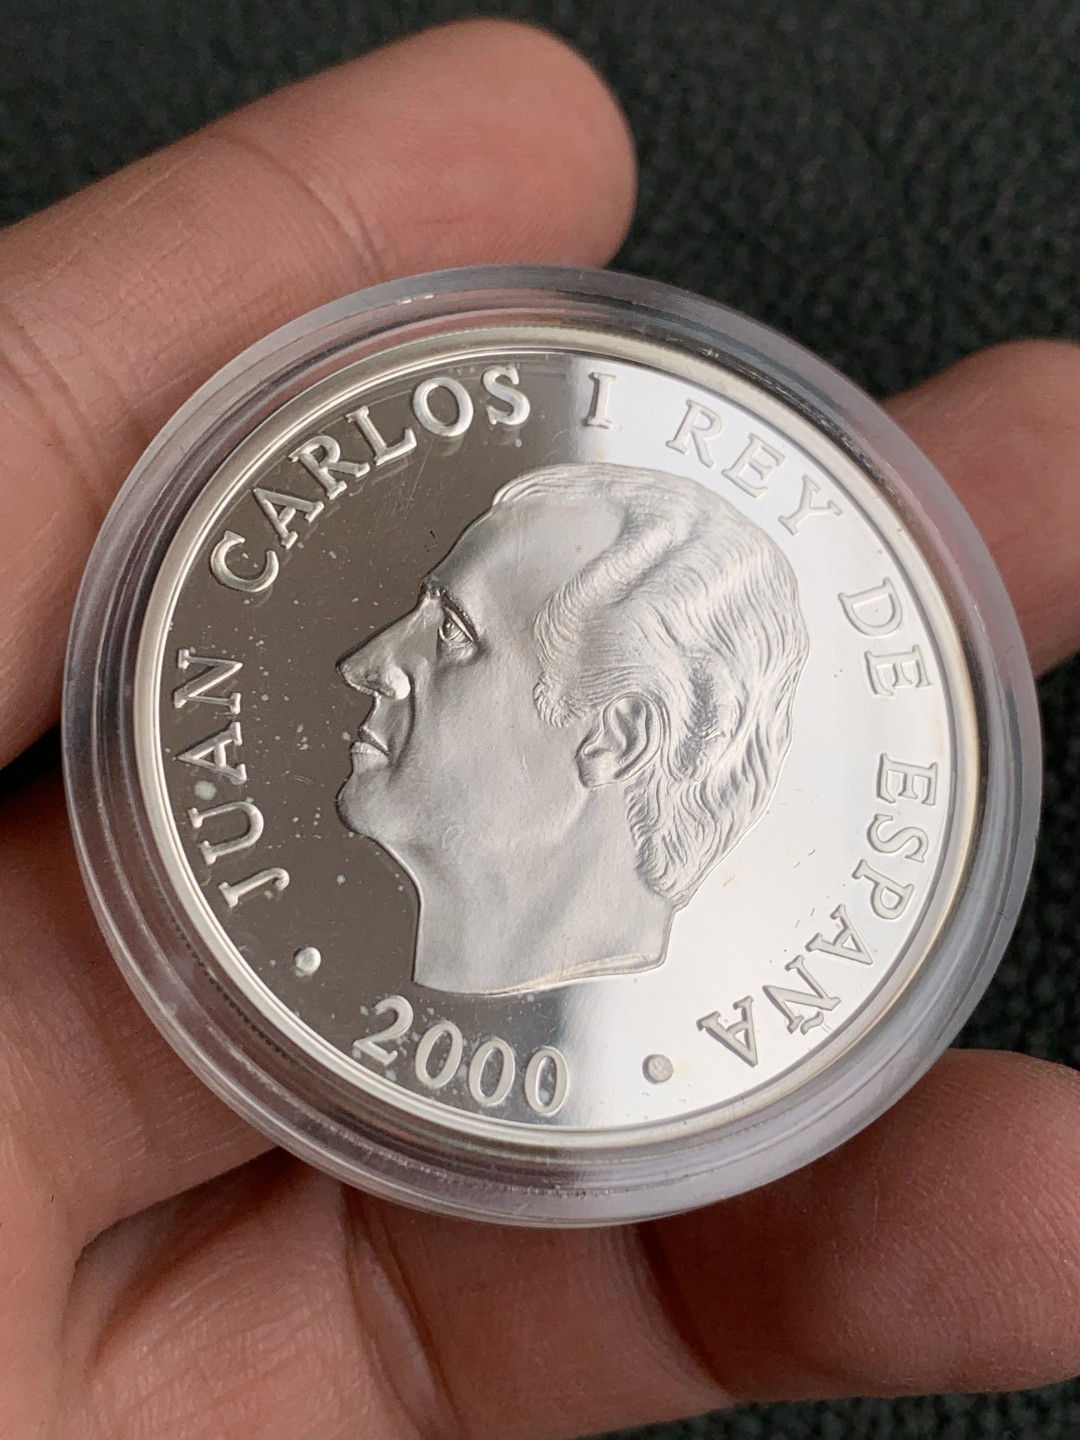 JUAN CARLOS I REY DE ESPAÑA
• 2000 •